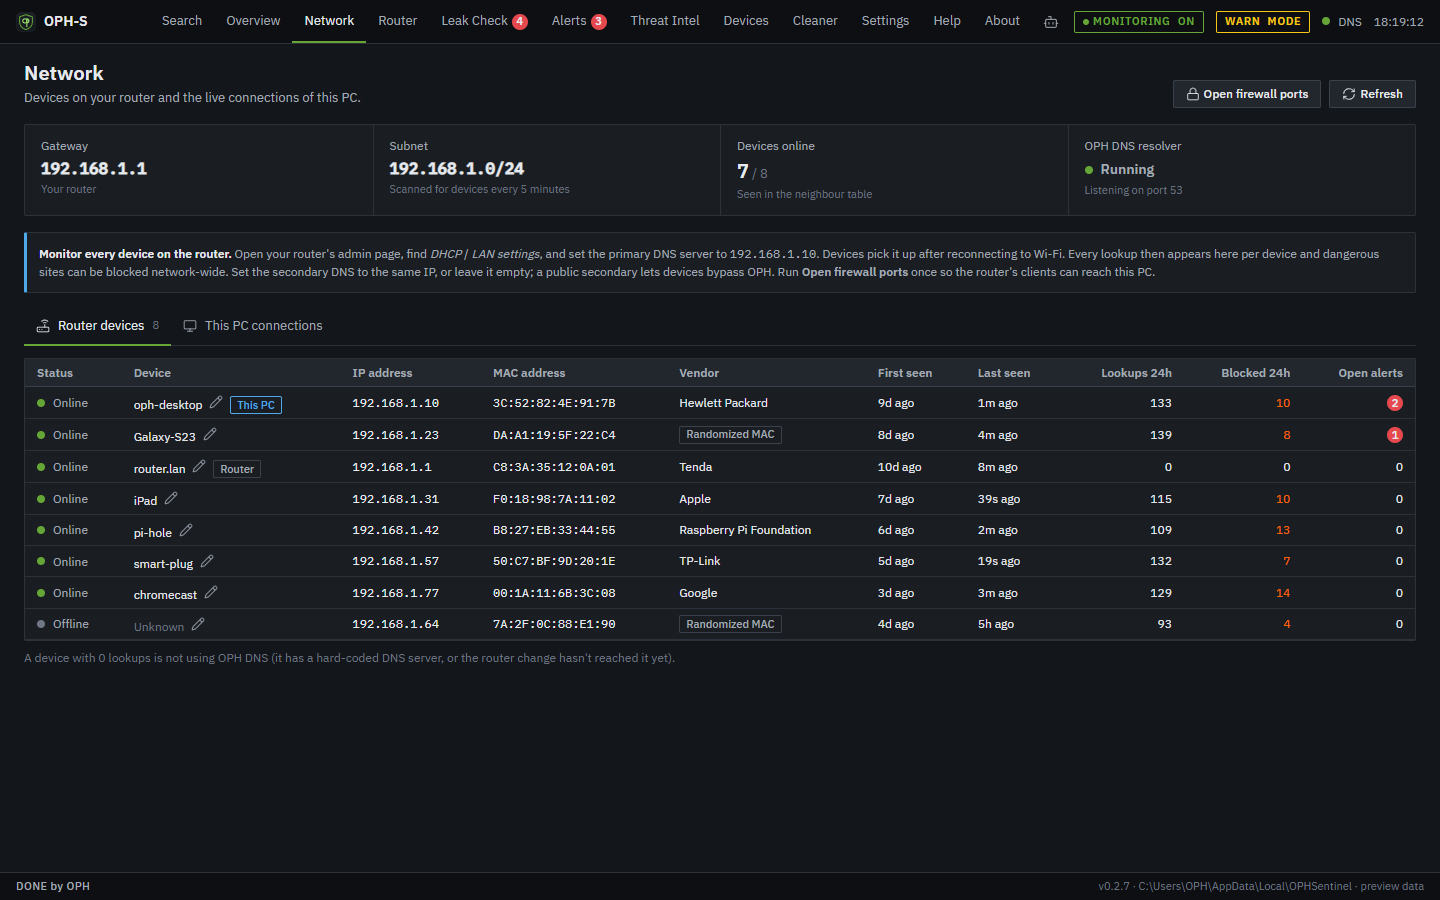 OPH-S Search Overview Network Router Leak Check 4 Alerts 3 Threat Intel Devices Cleaner Settings Help About MONITORING ON WARN MODE DNS 18:19:12
Network
Devices on your router and the live connections of this PC.
Open firewall ports Refresh
Gateway
192.168.1.1
Your router
Subnet
192.168.1.0/24
Scanned for devices every 5 minutes
Devices online
7 / 8
Seen in the neighbour table
OPH DNS resolver
Running
Listening on port 53
Monitor every device on the router. Open your router's admin page, find DHCP / LAN settings, and set the primary DNS server to 192.168.1.10. Devices pick it up after reconnecting to Wi-Fi. Every lookup then appears here per device and dangerous
sites can be blocked network-wide. Set the secondary DNS to the same IP, or leave it empty; a public secondary lets devices bypass OPH. Run Open firewall ports once so the router's clients can reach this PC.
Router devices 8 This PC connections
Status Device IP address MAC address Vendor First seen Last seen Lookups 24h Blocked 24h Open alerts
Online oph-desktop This PC 192.168.1.10 3C:52:82:4E:91:7B Hewlett Packard 9d ago 1m ago 133 10 2
Online Galaxy-S23 192.168.1.23 DA:A1:19:5F:22:C4 Randomized MAC 8d ago 4m ago 139 8 1
Online router.lan Router 192.168.1.1 C8:3A:35:12:0A:01 Tenda 10d ago 8m ago 0 0 0
Online iPad 192.168.1.31 F0:18:98:7A:11:02 Apple 7d ago 39s ago 115 10 0
Online pi-hole 192.168.1.42 B8:27:EB:33:44:55 Raspberry Pi Foundation 6d ago 2m ago 109 13 0
Online smart-plug 192.168.1.57 50:C7:BF:9D:20:1E TP-Link 5d ago 19s ago 132 7 0
Online chromecast 192.168.1.77 00:1A:11:6B:3C:08 Google 3d ago 3m ago 129 14 0
Offline Unknown 192.168.1.64 7A:2F:0C:88:E1:90 Randomized MAC 4d ago 5h ago 93 4 0
A device with 0 lookups is not using OPH DNS (it has a hard-coded DNS server, or the router change hasn't reached it yet).
DONE by OPH v0.2.7 · C:\Users\OPH\AppData\Local\OPHSentinel · preview data